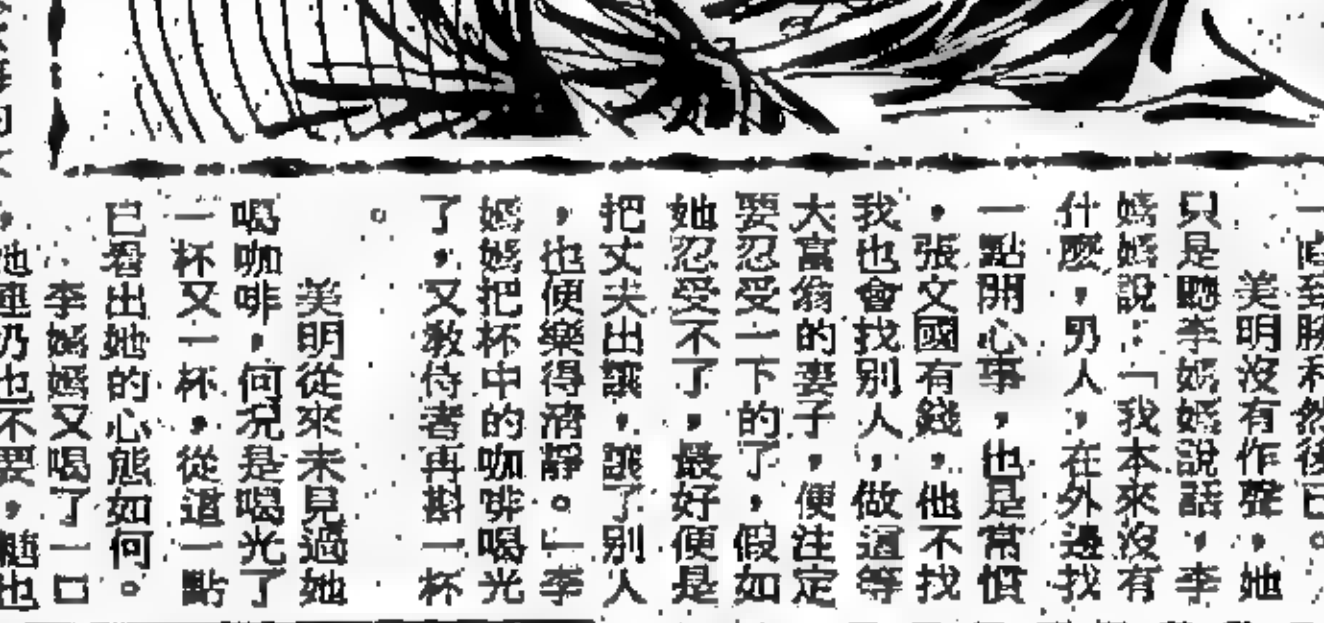 一直到勝利然後已。
美明沒有作聲，她
只是聽李媽媽說話，李
媽媽說：「我本來沒有
什麼，男人，在外邊找
一點開心事，也是常慣
，張文國有錢，他不找
我也會找別人，做這等
大富翁的妻子，便注定
要忍受一下的了，假如
她忍受不了，最好便是
把丈夫出讓，讓了別人
，也便樂得清靜。」李
媽媽把杯中的咖啡喝光
了，又教侍者再斟一杯
。
美明從來未見過她
喝咖啡，何況是喝光了
一杯又一杯，從這一點
已看出她的心態如何。
李媽媽又喝了一口
，她連奶也不要，糖也